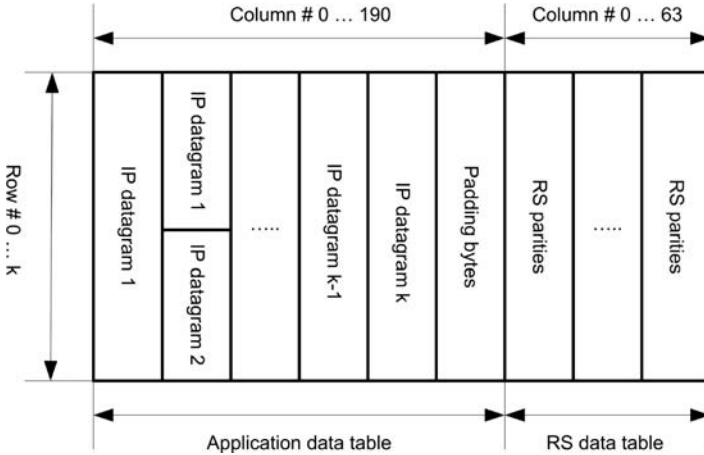 Column # 0 … 190
Column # 0 … 63
Row # 0 … k
IP datagram 1
IP datagram 1
IP datagram 2
.....
IP datagram k-1
IP datagram k
Padding bytes
RS parities
.....
RS parities
Application data table
RS data table